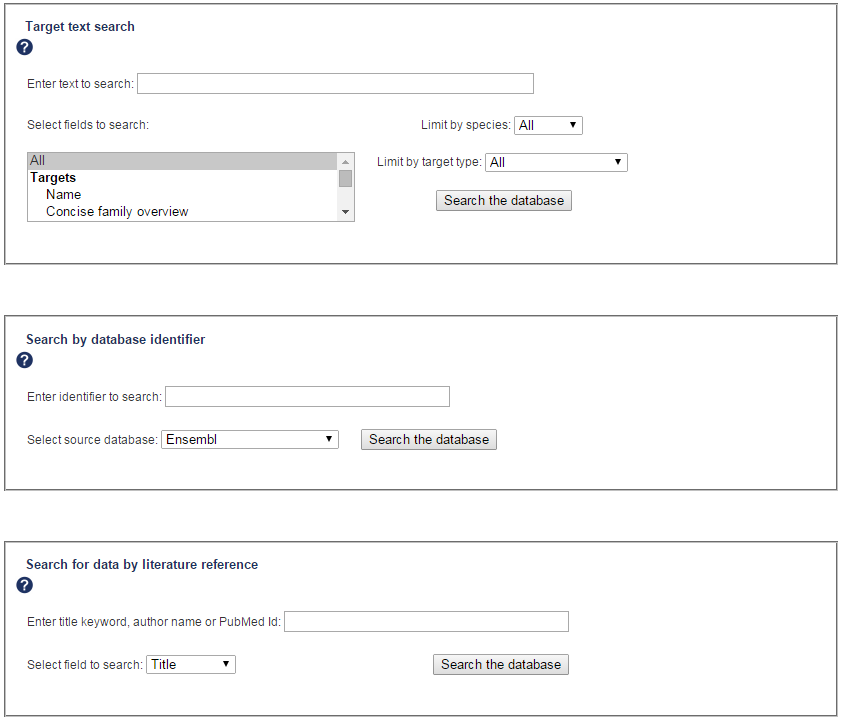 Target text search
?
Enter text to search:
Select fields to search:
Limit by species: All
All
Targets
Name
Concise family overview
Limit by target type: All
Search the database
Search by database identifier
?
Enter identifier to search:
Select source database: Ensembl
Search the database
Search for data by literature reference
?
Enter title keyword, author name or PubMed Id:
Select field to search: Title
Search the database